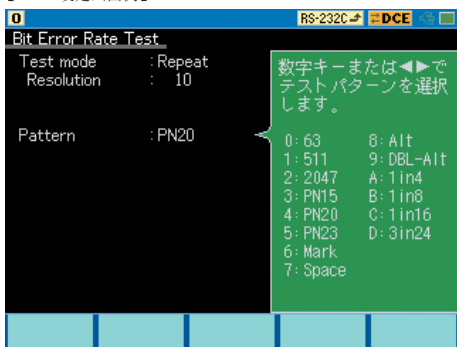 0 RS-232C DCE
Bit Error Rate Test
Test mode : Repeat
Resolution : 10
Pattern : PN20
数字キーまたは◀▶で
テストパターンを選択
します。
0: 63 8: Alt
1: 511 9: DBL-Alt
2: 2047 A: 1in4
3: PN15 B: 1in8
4: PN20 C: 1in16
5: PN23 D: 3in24
6: Mark
7: Space